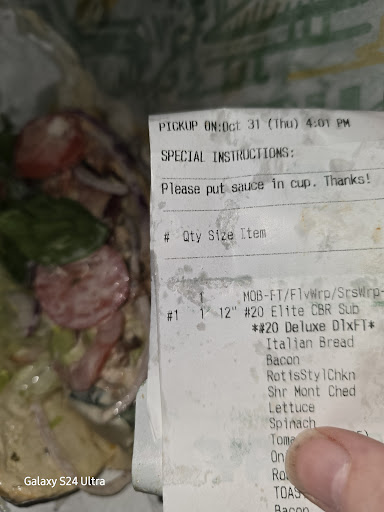 PICKUP ON:Oct 31 (Thu) 4:01 PM
SPECIAL INSTRUCTIONS:
Please put sauce in cup. Thanks!
# Qty Size Item
1 MOB-FT/FlvWrp/SrsWrp-
#1 1 12" #20 Elite CBR Sub
*#20 Deluxe DlxFT*
Italian Bread
Bacon
RotisStylChkn
Shr Mont Ched
Lettuce
Spinach
Bacon
Galaxy S24 Ultra